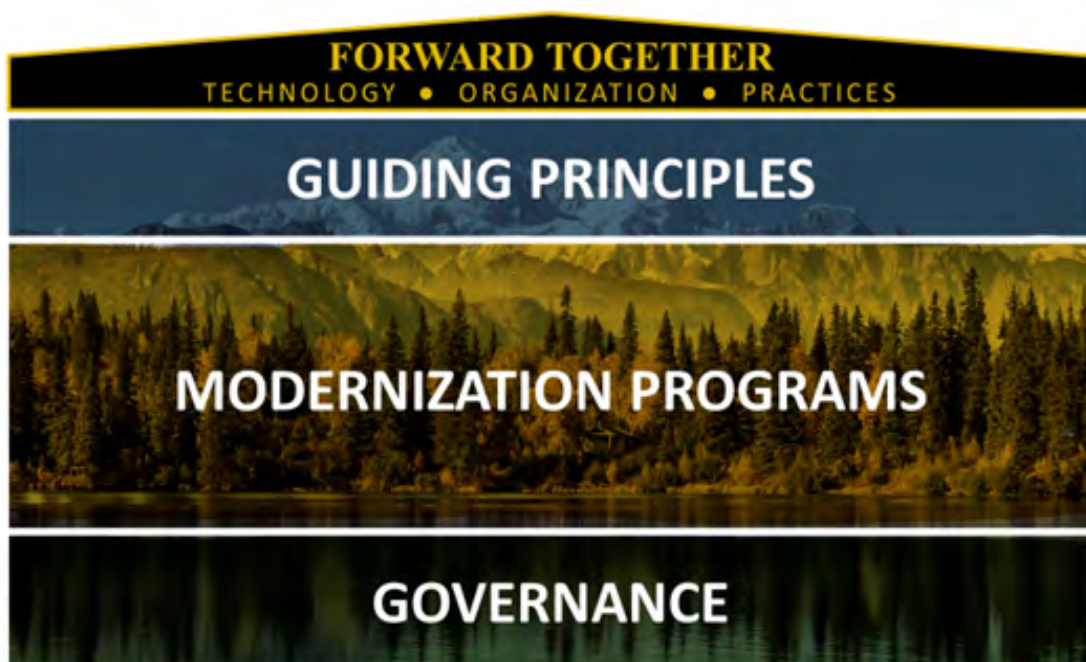 FORWARD TOGETHER
TECHNOLOGY ● ORGANIZATION ● PRACTICES
GUIDING PRINCIPLES
MODERNIZATION PROGRAMS
GOVERNANCE